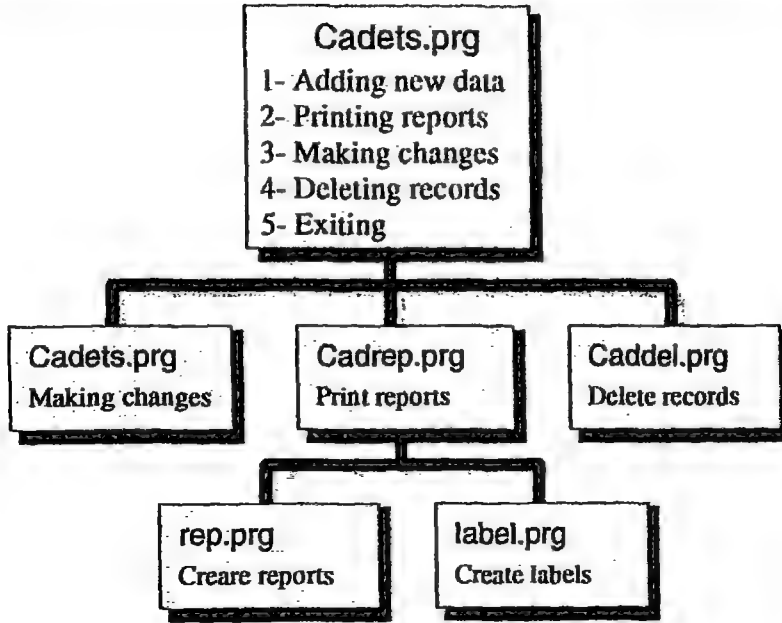 Cadets.prg
1- Adding new data
2- Printing reports
3- Making changes
4- Deleting records
5- Exiting
Cadets.prg
Making changes
Cadrep.prg
Print reports
Caddel.prg
Delete records
rep.prg
Creare reports
label.prg
Create labels